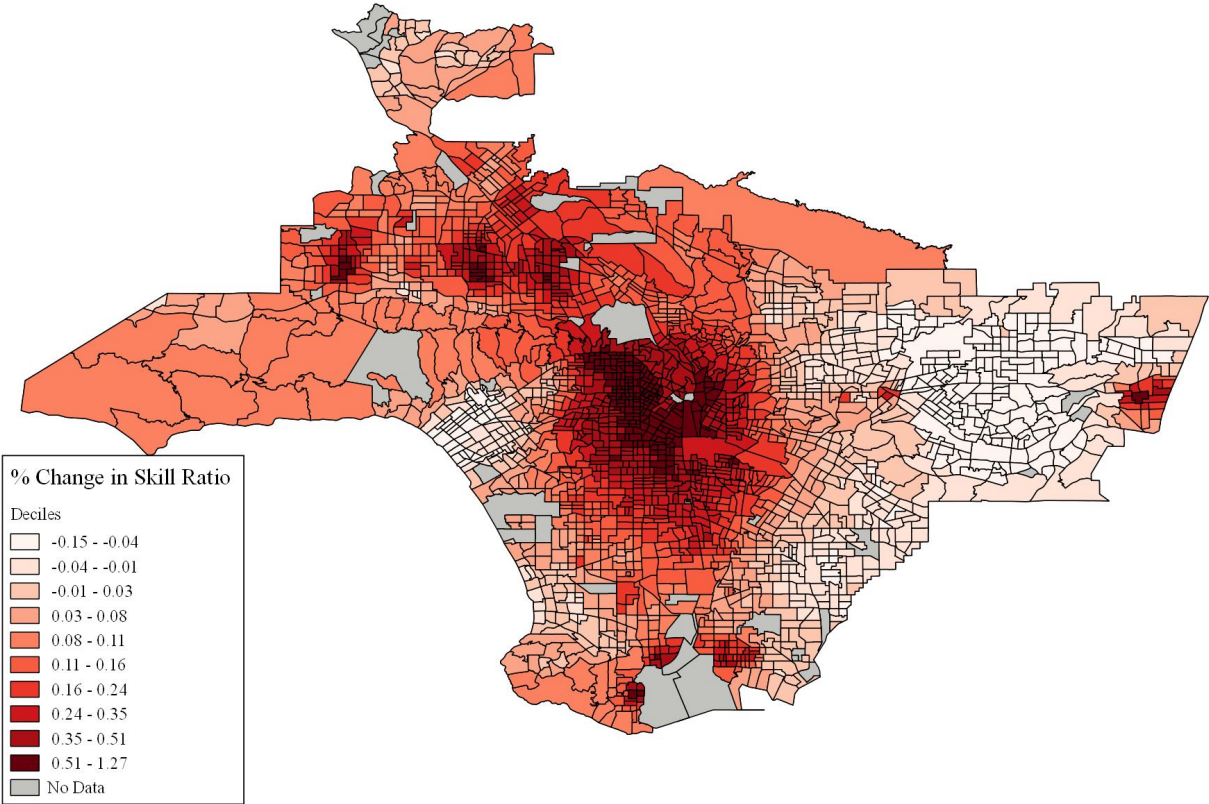 % Change in Skill Ratio
Deciles
-0.15 - -0.04
-0.04 - -0.01
-0.01 - 0.03
0.03 - 0.08
0.08 - 0.11
0.11 - 0.16
0.16 - 0.24
0.24 - 0.35
0.35 - 0.51
0.51 - 1.27
No Data